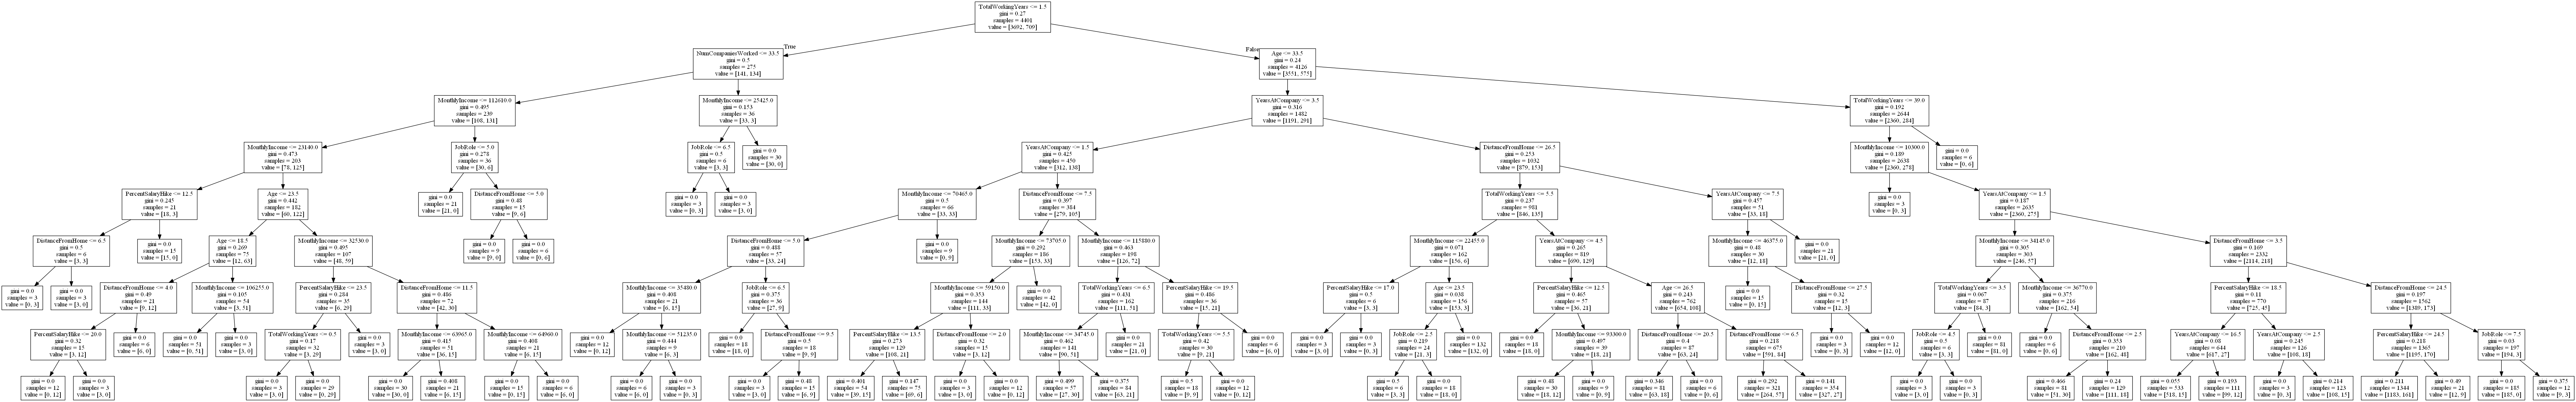 TotalWorkingYears <= 1.5
gini = 0.27
samples = 4401
value = [3692, 709]
True
False
NumCompaniesWorked <= 33.5
gini = 0.5
samples = 275
value = [141, 134]
Age <= 33.5
gini = 0.24
samples = 4126
value = [3551, 575]
MonthlyIncome <= 112610.0
gini = 0.495
samples = 239
value = [108, 131]
MonthlyIncome <= 25425.0
gini = 0.153
samples = 36
value = [33, 3]
YearsAtCompany <= 3.5
gini = 0.316
samples = 1482
value = [1191, 291]
TotalWorkingYears <= 39.0
gini = 0.192
samples = 2644
value = [2360, 284]
MonthlyIncome <= 23140.0
gini = 0.473
samples = 203
value = [78, 125]
JobRole <= 5.0
gini = 0.278
samples = 36
value = [30, 6]
JobRole <= 6.5
gini = 0.5
samples = 6
value = [3, 3]
gini = 0.0
samples = 30
value = [30, 0]
YearsAtCompany <= 1.5
gini = 0.425
samples = 450
value = [312, 138]
DistanceFromHome <= 26.5
gini = 0.253
samples = 1032
value = [879, 153]
MonthlyIncome <= 10300.0
gini = 0.189
samples = 2638
value = [2360, 278]
gini = 0.0
samples = 6
value = [0, 6]
PercentSalaryHike <= 12.5
gini = 0.245
samples = 21
value = [18, 3]
Age <= 23.5
gini = 0.442
samples = 182
value = [60, 122]
gini = 0.0
samples = 21
value = [21, 0]
DistanceFromHome <= 5.0
gini = 0.48
samples = 15
value = [9, 6]
gini = 0.0
samples = 3
value = [0, 3]
gini = 0.0
samples = 3
value = [3, 0]
MonthlyIncome <= 70465.0
gini = 0.5
samples = 66
value = [33, 33]
DistanceFromHome <= 7.5
gini = 0.397
samples = 384
value = [279, 105]
TotalWorkingYears <= 5.5
gini = 0.237
samples = 981
value = [846, 135]
YearsAtCompany <= 7.5
gini = 0.457
samples = 51
value = [33, 18]
gini = 0.0
samples = 3
value = [0, 3]
YearsAtCompany <= 1.5
gini = 0.187
samples = 2635
value = [2360, 275]
DistanceFromHome <= 6.5
gini = 0.5
samples = 6
value = [3, 3]
gini = 0.0
samples = 15
value = [15, 0]
Age <= 18.5
gini = 0.269
samples = 75
value = [12, 63]
MonthlyIncome <= 32530.0
gini = 0.495
samples = 107
value = [48, 59]
gini = 0.0
samples = 9
value = [9, 0]
gini = 0.0
samples = 6
value = [0, 6]
DistanceFromHome <= 5.0
gini = 0.488
samples = 57
value = [33, 24]
gini = 0.0
samples = 9
value = [0, 9]
MonthlyIncome <= 73705.0
gini = 0.292
samples = 186
value = [153, 33]
MonthlyIncome <= 115880.0
gini = 0.463
samples = 198
value = [126, 72]
MonthlyIncome <= 22455.0
gini = 0.071
samples = 162
value = [156, 6]
YearsAtCompany <= 4.5
gini = 0.265
samples = 819
value = [690, 129]
MonthlyIncome <= 46375.0
gini = 0.48
samples = 30
value = [12, 18]
gini = 0.0
samples = 21
value = [21, 0]
MonthlyIncome <= 34145.0
gini = 0.305
samples = 303
value = [246, 57]
DistanceFromHome <= 3.5
gini = 0.169
samples = 2332
value = [2114, 218]
gini = 0.0
samples = 3
value = [0, 3]
gini = 0.0
samples = 3
value = [3, 0]
DistanceFromHome <= 4.0
gini = 0.49
samples = 21
value = [9, 12]
MonthlyIncome <= 106255.0
gini = 0.105
samples = 54
value = [3, 51]
PercentSalaryHike <= 23.5
gini = 0.284
samples = 35
value = [6, 29]
DistanceFromHome <= 11.5
gini = 0.486
samples = 72
value = [42, 30]
MonthlyIncome <= 35480.0
gini = 0.408
samples = 21
value = [6, 15]
JobRole <= 6.5
gini = 0.375
samples = 36
value = [27, 9]
MonthlyIncome <= 59150.0
gini = 0.353
samples = 144
value = [111, 33]
gini = 0.0
samples = 42
value = [42, 0]
TotalWorkingYears <= 6.5
gini = 0.431
samples = 162
value = [111, 51]
PercentSalaryHike <= 19.5
gini = 0.486
samples = 36
value = [15, 21]
PercentSalaryHike <= 17.0
gini = 0.5
samples = 6
value = [3, 3]
Age <= 23.5
gini = 0.038
samples = 156
value = [153, 3]
PercentSalaryHike <= 12.5
gini = 0.465
samples = 57
value = [36, 21]
Age <= 26.5
gini = 0.243
samples = 762
value = [654, 108]
gini = 0.0
samples = 15
value = [0, 15]
DistanceFromHome <= 27.5
gini = 0.32
samples = 15
value = [12, 3]
TotalWorkingYears <= 3.5
gini = 0.067
samples = 87
value = [84, 3]
MonthlyIncome <= 36770.0
gini = 0.375
samples = 216
value = [162, 54]
PercentSalaryHike <= 18.5
gini = 0.11
samples = 770
value = [725, 45]
DistanceFromHome <= 24.5
gini = 0.197
samples = 1562
value = [1389, 173]
PercentSalaryHike <= 20.0
gini = 0.32
samples = 15
value = [3, 12]
gini = 0.0
samples = 6
value = [6, 0]
gini = 0.0
samples = 51
value = [0, 51]
gini = 0.0
samples = 3
value = [3, 0]
TotalWorkingYears <= 0.5
gini = 0.17
samples = 32
value = [3, 29]
gini = 0.0
samples = 3
value = [3, 0]
MonthlyIncome <= 63965.0
gini = 0.415
samples = 51
value = [36, 15]
MonthlyIncome <= 64960.0
gini = 0.408
samples = 21
value = [6, 15]
gini = 0.0
samples = 12
value = [0, 12]
MonthlyIncome <= 51235.0
gini = 0.444
samples = 9
value = [6, 3]
gini = 0.0
samples = 18
value = [18, 0]
DistanceFromHome <= 9.5
gini = 0.5
samples = 18
value = [9, 9]
PercentSalaryHike <= 13.5
gini = 0.273
samples = 129
value = [108, 21]
DistanceFromHome <= 2.0
gini = 0.32
samples = 15
value = [3, 12]
MonthlyIncome <= 34745.0
gini = 0.462
samples = 141
value = [90, 51]
gini = 0.0
samples = 21
value = [21, 0]
TotalWorkingYears <= 5.5
gini = 0.42
samples = 30
value = [9, 21]
gini = 0.0
samples = 6
value = [6, 0]
gini = 0.0
samples = 3
value = [3, 0]
gini = 0.0
samples = 3
value = [0, 3]
JobRole <= 2.5
gini = 0.219
samples = 24
value = [21, 3]
gini = 0.0
samples = 132
value = [132, 0]
gini = 0.0
samples = 18
value = [18, 0]
MonthlyIncome <= 93300.0
gini = 0.497
samples = 39
value = [18, 21]
DistanceFromHome <= 20.5
gini = 0.4
samples = 87
value = [63, 24]
DistanceFromHome <= 6.5
gini = 0.218
samples = 675
value = [591, 84]
gini = 0.0
samples = 3
value = [0, 3]
gini = 0.0
samples = 12
value = [12, 0]
JobRole <= 4.5
gini = 0.5
samples = 6
value = [3, 3]
gini = 0.0
samples = 81
value = [81, 0]
gini = 0.0
samples = 6
value = [0, 6]
DistanceFromHome <= 2.5
gini = 0.353
samples = 210
value = [162, 48]
YearsAtCompany <= 16.5
gini = 0.08
samples = 644
value = [617, 27]
YearsAtCompany <= 2.5
gini = 0.245
samples = 126
value = [108, 18]
PercentSalaryHike <= 24.5
gini = 0.218
samples = 1365
value = [1195, 170]
JobRole <= 7.5
gini = 0.03
samples = 197
value = [194, 3]
gini = 0.0
samples = 12
value = [0, 12]
gini = 0.0
samples = 3
value = [3, 0]
gini = 0.0
samples = 3
value = [3, 0]
gini = 0.0
samples = 29
value = [0, 29]
gini = 0.0
samples = 30
value = [30, 0]
gini = 0.408
samples = 21
value = [6, 15]
gini = 0.0
samples = 15
value = [0, 15]
gini = 0.0
samples = 6
value = [6, 0]
gini = 0.0
samples = 6
value = [6, 0]
gini = 0.0
samples = 3
value = [0, 3]
gini = 0.0
samples = 3
value = [3, 0]
gini = 0.48
samples = 15
value = [6, 9]
gini = 0.401
samples = 54
value = [39, 15]
gini = 0.147
samples = 75
value = [69, 6]
gini = 0.0
samples = 3
value = [3, 0]
gini = 0.0
samples = 12
value = [0, 12]
gini = 0.499
samples = 57
value = [27, 30]
gini = 0.375
samples = 84
value = [63, 21]
gini = 0.5
samples = 18
value = [9, 9]
gini = 0.0
samples = 12
value = [0, 12]
gini = 0.5
samples = 6
value = [3, 3]
gini = 0.0
samples = 18
value = [18, 0]
gini = 0.48
samples = 30
value = [18, 12]
gini = 0.0
samples = 9
value = [0, 9]
gini = 0.346
samples = 81
value = [63, 18]
gini = 0.0
samples = 6
value = [0, 6]
gini = 0.292
samples = 321
value = [264, 57]
gini = 0.141
samples = 354
value = [327, 27]
gini = 0.0
samples = 3
value = [3, 0]
gini = 0.0
samples = 3
value = [0, 3]
gini = 0.466
samples = 81
value = [51, 30]
gini = 0.24
samples = 129
value = [111, 18]
gini = 0.055
samples = 533
value = [518, 15]
gini = 0.193
samples = 111
value = [99, 12]
gini = 0.0
samples = 3
value = [0, 3]
gini = 0.214
samples = 123
value = [108, 15]
gini = 0.211
samples = 1344
value = [1183, 161]
gini = 0.49
samples = 21
value = [12, 9]
gini = 0.0
samples = 185
value = [185, 0]
gini = 0.375
samples = 12
value = [9, 3]